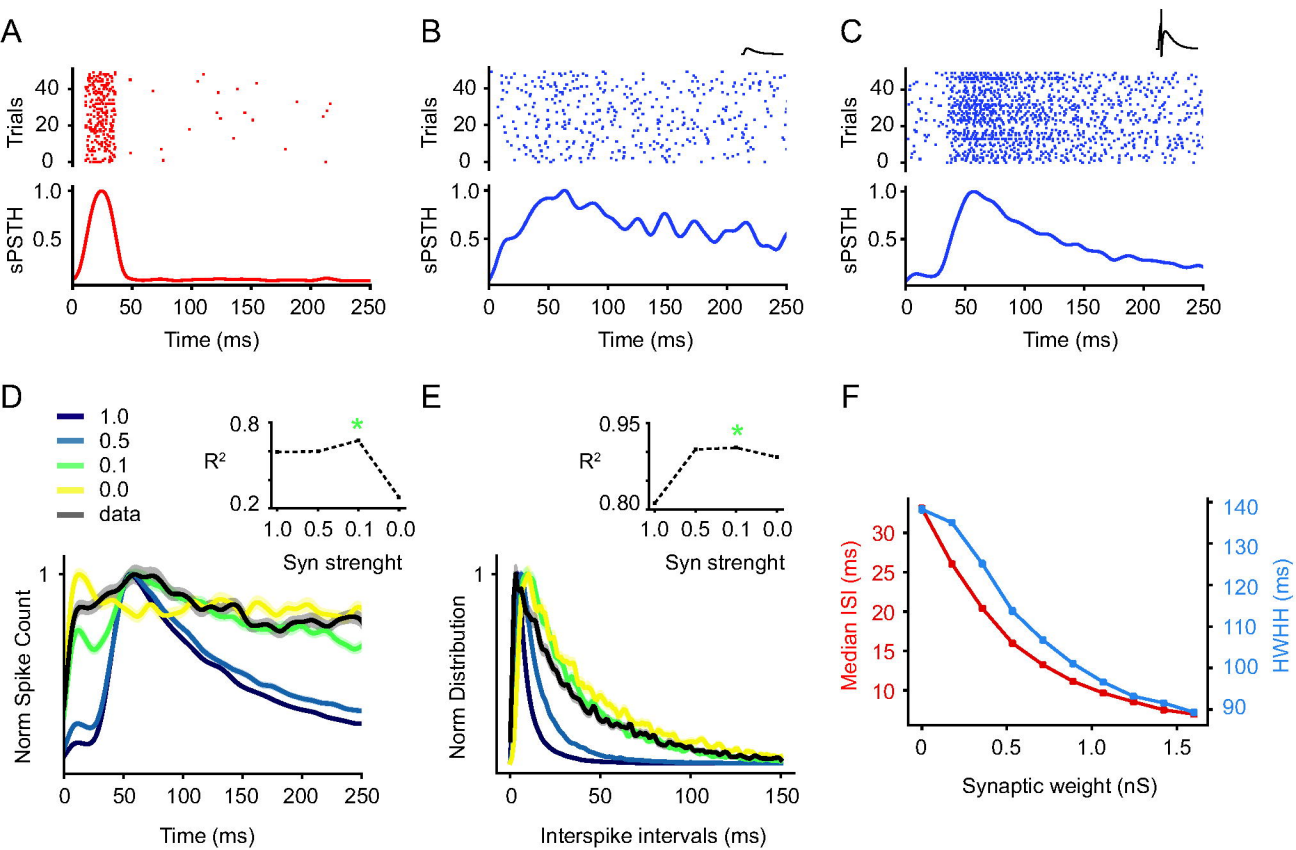 A
B
C
Trials
40
20
0
Trials
40
20
0
Trials
40
20
0
sPSTH
1.0
0.5
0 50 100 150 200 250
Time (ms)
sPSTH
1.0
0.5
0 50 100 150 200 250
Time (ms)
sPSTH
1.0
0.5
0 50 100 150 200 250
Time (ms)
D
1.0
0.5
0.1
0.0
data
R²
0.8
0.2
*
1.0 0.5 0.1 0.0
Syn strenght
Norm Spike Count
1
0 50 100 150 200 250
Time (ms)
E
R²
0.95
0.80
*
1.0 0.5 0.1 0.0
Syn strenght
Norm Distribution
1
0 50 100 150
Interspike intervals (ms)
F
Median ISI (ms)
30
25
20
15
10
HWHH (ms)
140
130
120
110
100
90
0 0.5 1.0 1.5
Synaptic weight (nS)